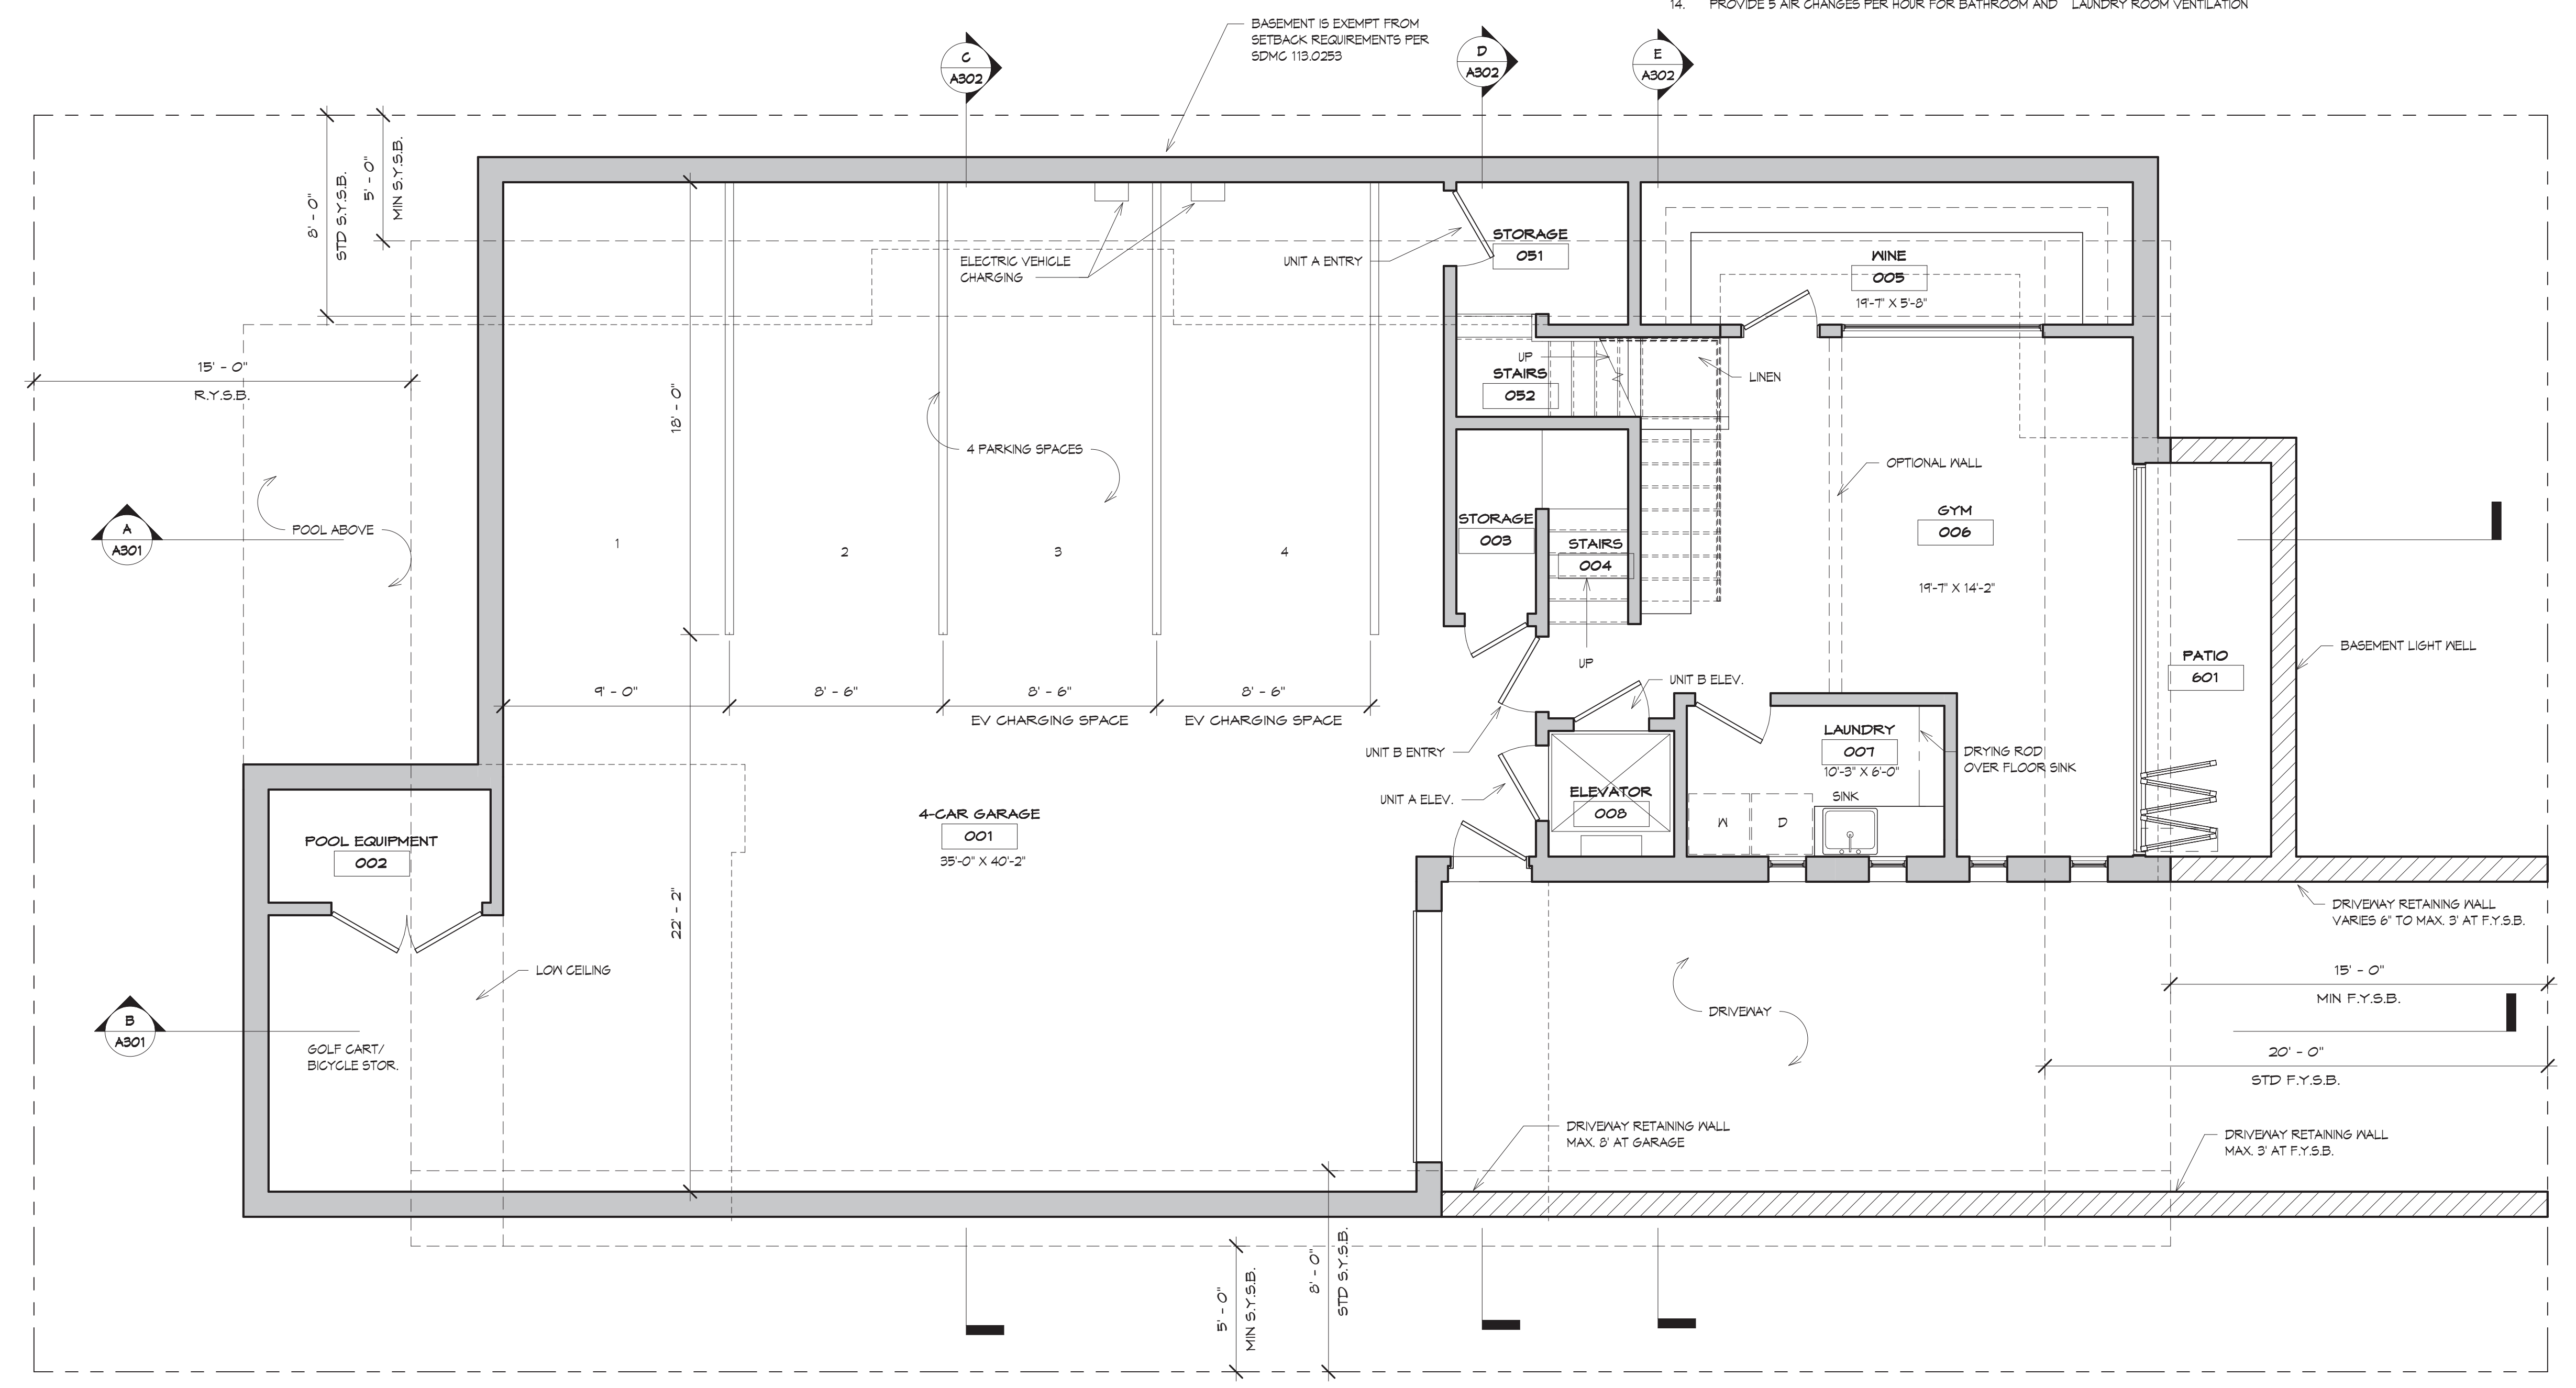 14. PROVIDE 5 AIR CHANGES PER HOUR FOR BATHROOM AND LAUNDRY ROOM VENTILATION
BASEMENT IS EXEMPT FROM
SETBACK REQUIREMENTS PER
SDMC 113.0253
C
A302
D
A302
E
A302
8' - 0"
STD S.Y.S.B.
5' - 0"
MIN S.Y.S.B.
ELECTRIC VEHICLE
CHARGING
UNIT A ENTRY
STORAGE
051
WINE
005
19'-7" X 5'-8"
15' - 0"
R.Y.S.B.
18' - 0"
UP
STAIRS
052
LINEN
4 PARKING SPACES
OPTIONAL WALL
A
A301
POOL ABOVE
1
2
3
4
STORAGE
003
STAIRS
004
UP
GYM
006
19'-7" X 14'-2"
PATIO
601
BASEMENT LIGHT WELL
9' - 0"
8' - 6"
8' - 6"
8' - 6"
EV CHARGING SPACE
EV CHARGING SPACE
UNIT B ELEV.
UNIT B ENTRY
UNIT A ELEV.
ELEVATOR
008
LAUNDRY
007
10'-3" X 6'-0"
SINK
W
D
DRYING ROD
OVER FLOOR SINK
4-CAR GARAGE
001
35'-0" X 40'-2"
POOL EQUIPMENT
002
22' - 2"
LOW CEILING
DRIVEWAY RETAINING WALL
VARIES 6" TO MAX. 3' AT F.Y.S.B.
15' - 0"
MIN F.Y.S.B.
B
A301
GOLF CART/
BICYCLE STOR.
DRIVEWAY
20' - 0"
STD F.Y.S.B.
DRIVEWAY RETAINING WALL
MAX. 8' AT GARAGE
DRIVEWAY RETAINING WALL
MAX. 3' AT F.Y.S.B.
5' - 0"
MIN S.Y.S.B.
8' - 0"
STD S.Y.S.B.